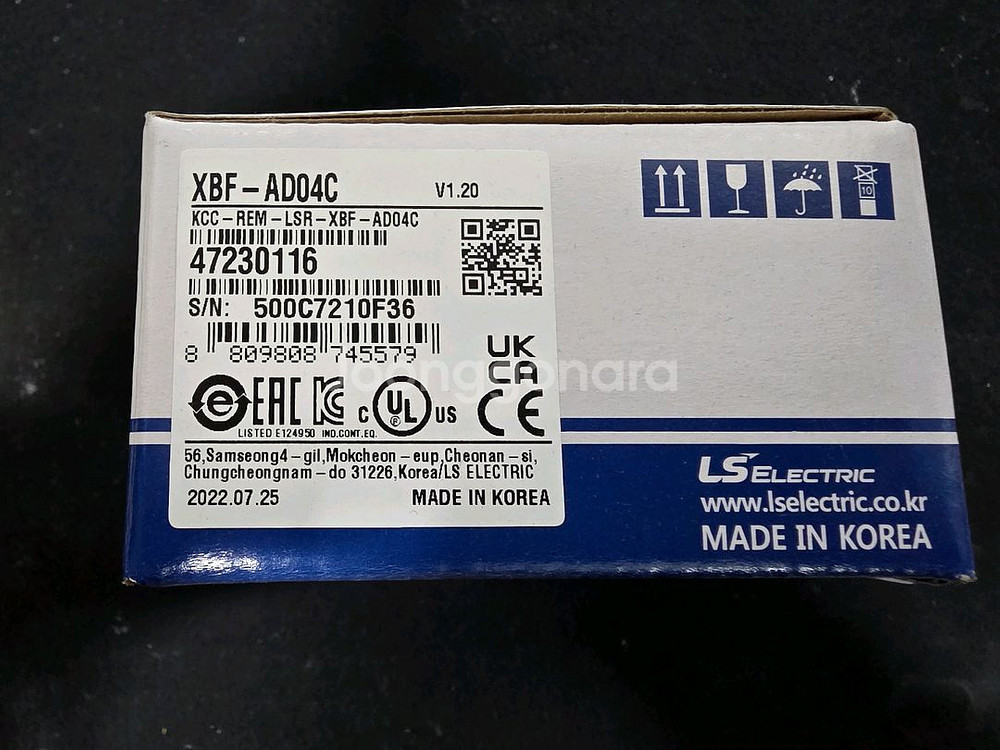 XBF-AD04C V1.20
KCC-REM-LSR-XBF-AD04C
47230116
S/N: 500C7210F36
8 809808 745579
UK
CA
EAC
C UL US CE
LISTED E124950 IND.CONT.EQ.
56,Samseong4-gil,Mokcheon-eup,Cheonan-si,
Chungcheongnam-do 31226,Korea/LS ELECTRIC
2022.07.25 MADE IN KOREA
10
LS ELECTRIC
www.lselectric.co.kr
MADE IN KOREA
joonggonara